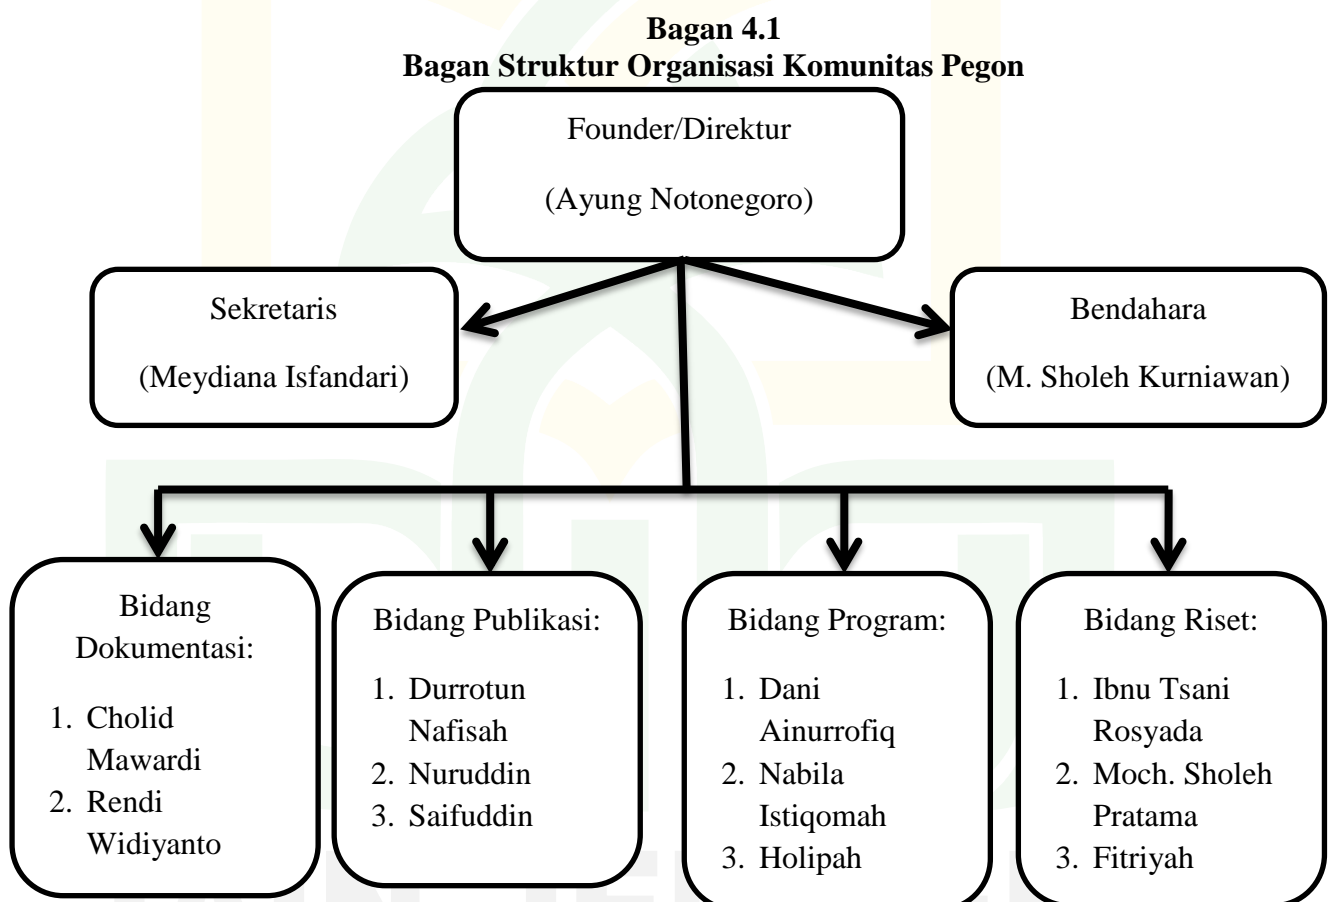 Bagan 4.1
Bagan Struktur Organisasi Komunitas Pegon
Founder/Direktur
(Ayung Notonegoro)
Sekretaris
(Meydiana Isfandari)
Bendahara
(M. Sholeh Kurniawan)
Bidang
Dokumentasi:
1. Cholid
Mawardi
2. Rendi
Widiyanto
Bidang Publikasi:
1. Durrotun
Nafisah
2. Nuruddin
3. Saifuddin
Bidang Program:
1. Dani
Ainurrofiq
2. Nabila
Istiqomah
3. Holipah
Bidang Riset:
1. Ibnu Tsani
Rosyada
2. Moch. Sholeh
Pratama
3. Fitriyah